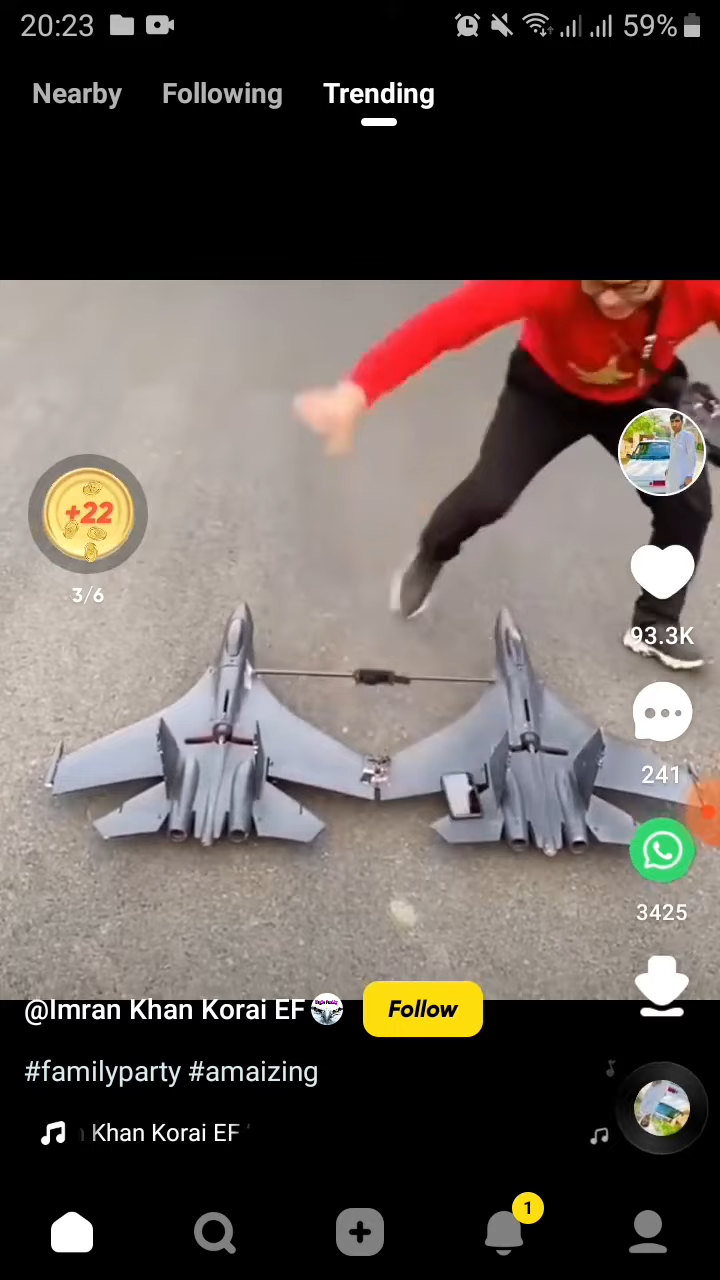 20:23 59%
Nearby Following Trending
+22
3/6
93.3K
241
3425
@Imran Khan Korai EF Follow
#familyparty #amaizing
Khan Korai EF
1